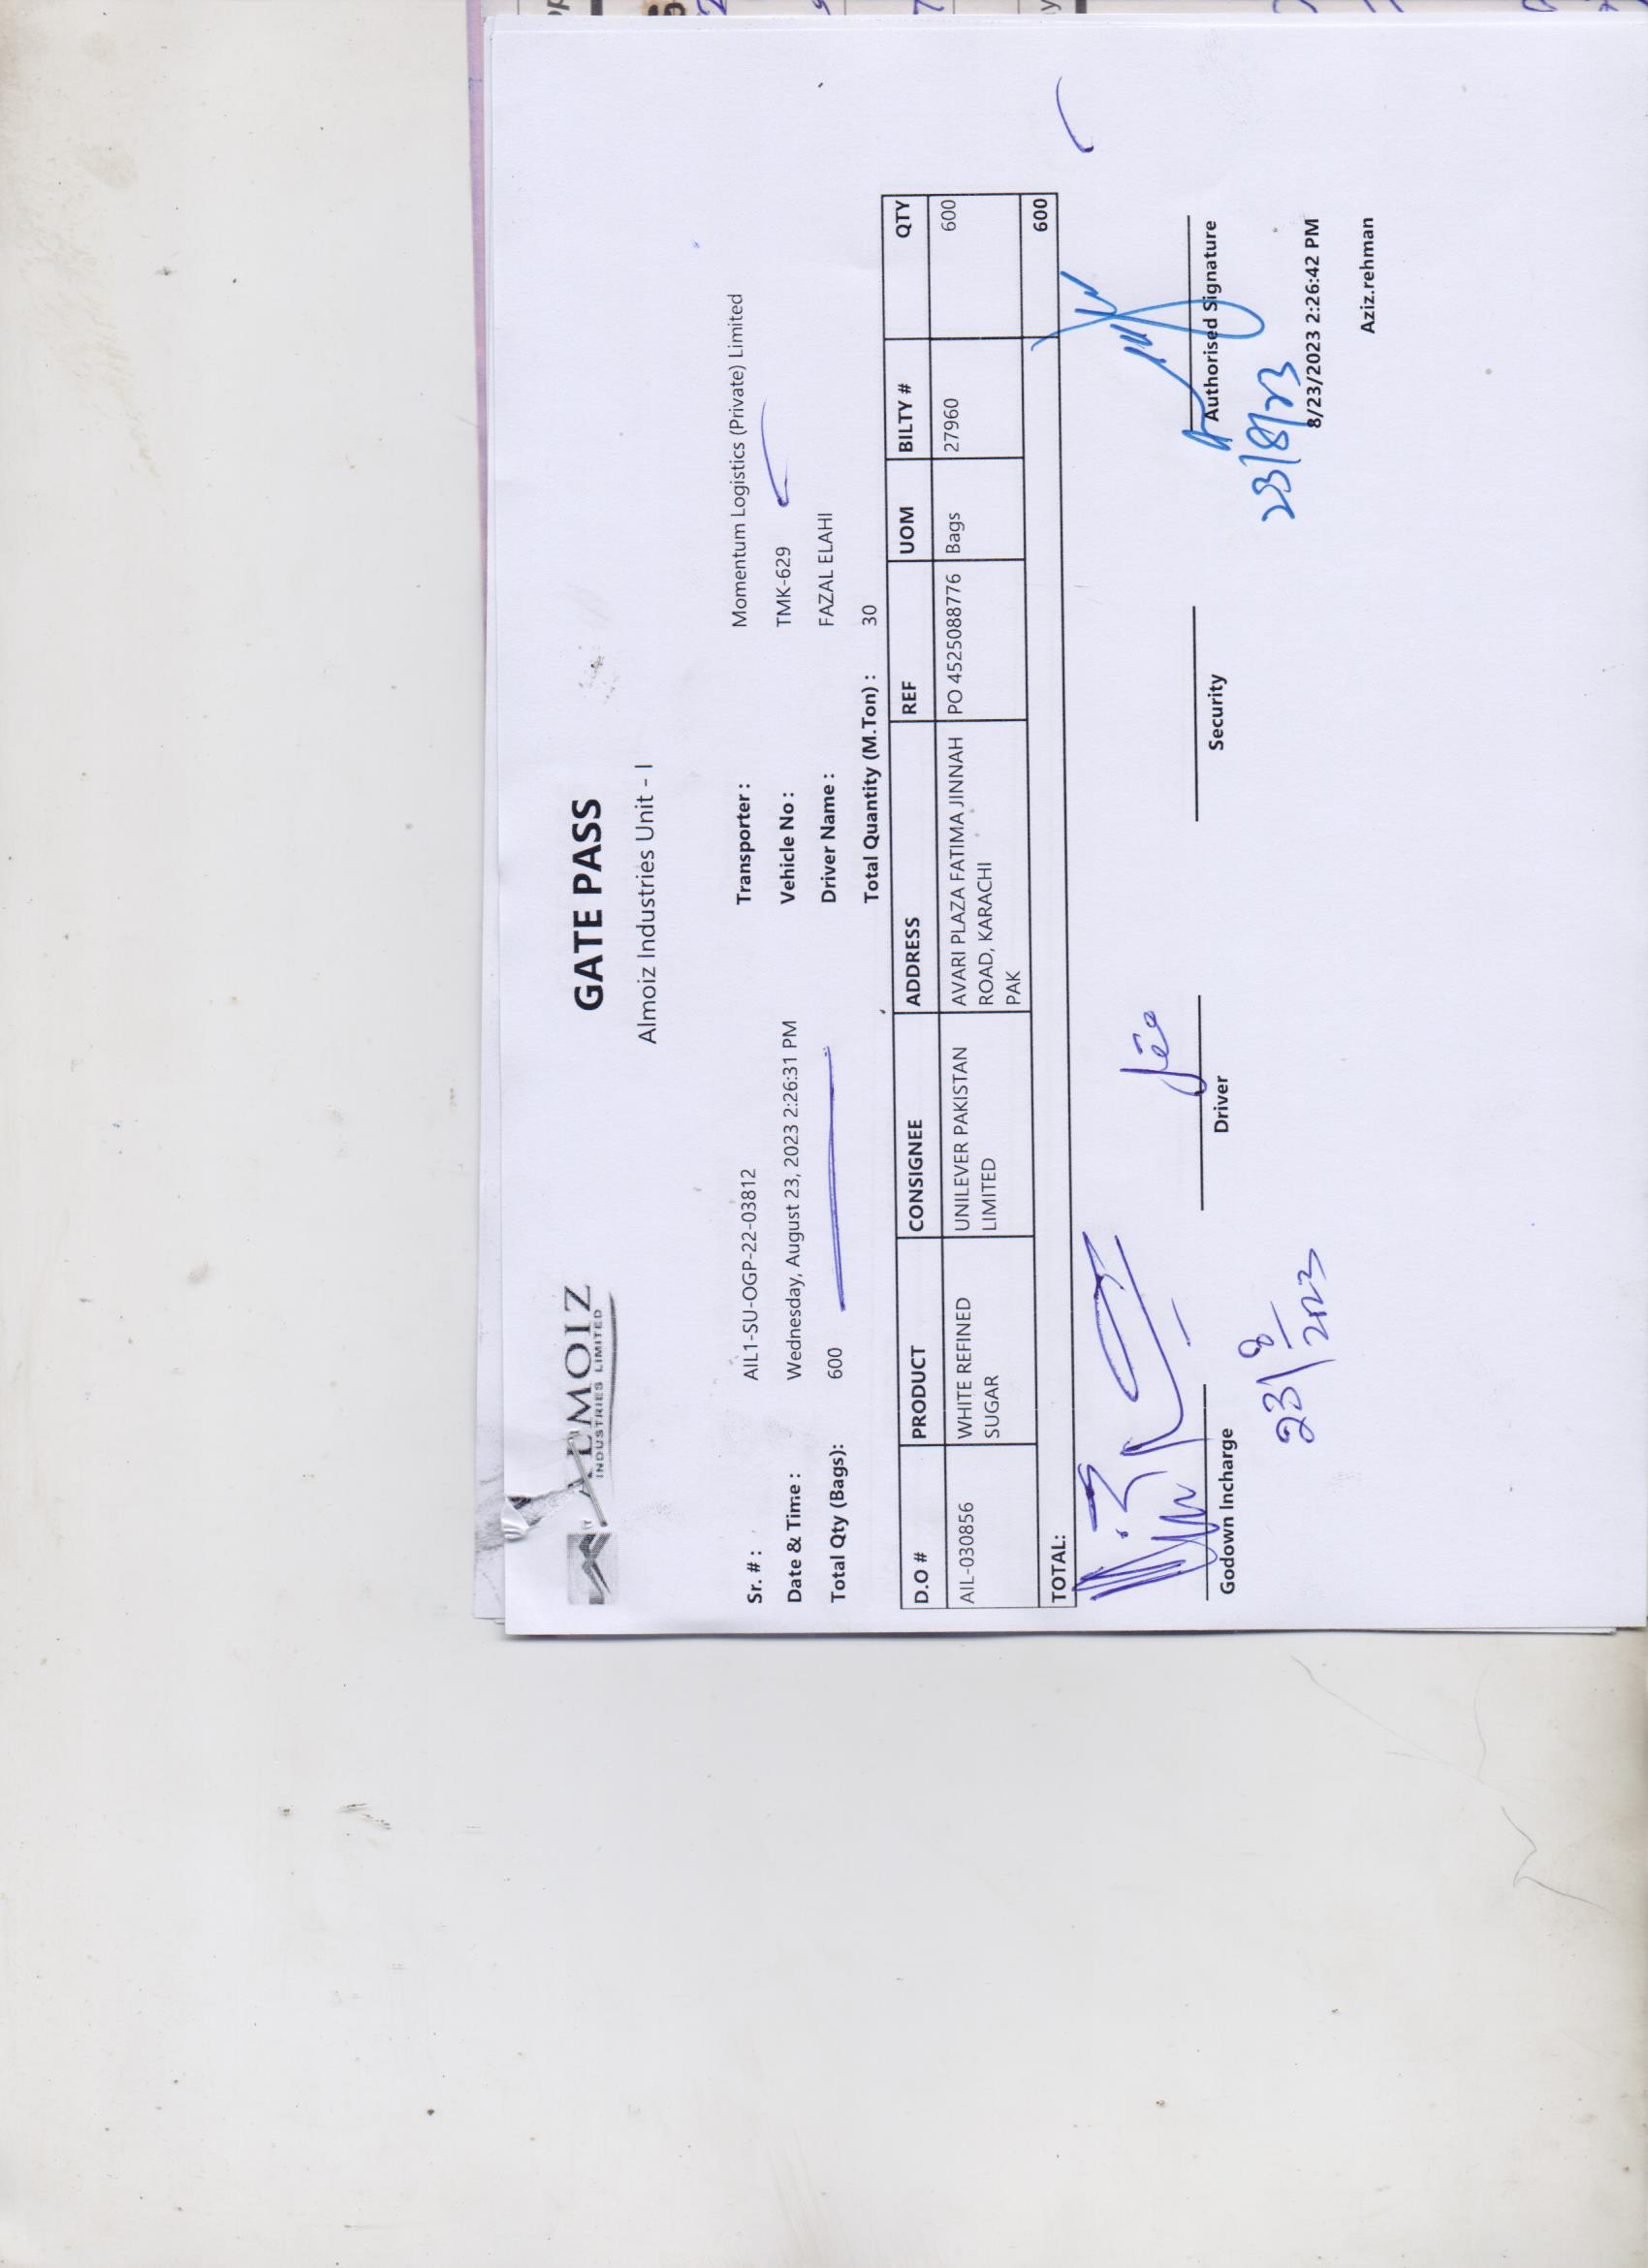 ALMOIZ
INDUSTRIES LIMITED
GATE PASS
Almoiz Industries Unit - I
Sr. # : AIL1-SU-OGP-22-03812 Transporter : Momentum Logistics (Private) Limited
Date & Time : Wednesday, August 23, 2023 2:26:31 PM Vehicle No : TMK-629
Total Qty (Bags): 600 Driver Name : FAZAL ELAHI
Total Quantity (M.Ton) : 30
D.O # PRODUCT CONSIGNEE ADDRESS REF UOM BILTY # QTY
AIL-030856 WHITE REFINED UNILEVER PAKISTAN AVARI PLAZA FATIMA JINNAH PO 4525088776 Bags 27960 600
SUGAR LIMITED ROAD, KARACHI
PAK
TOTAL: 600
Godown Incharge Driver Security Authorised Signature
23/8/2023 23/8/23
8/23/2023 2:26:42 PM
Aziz.rehman